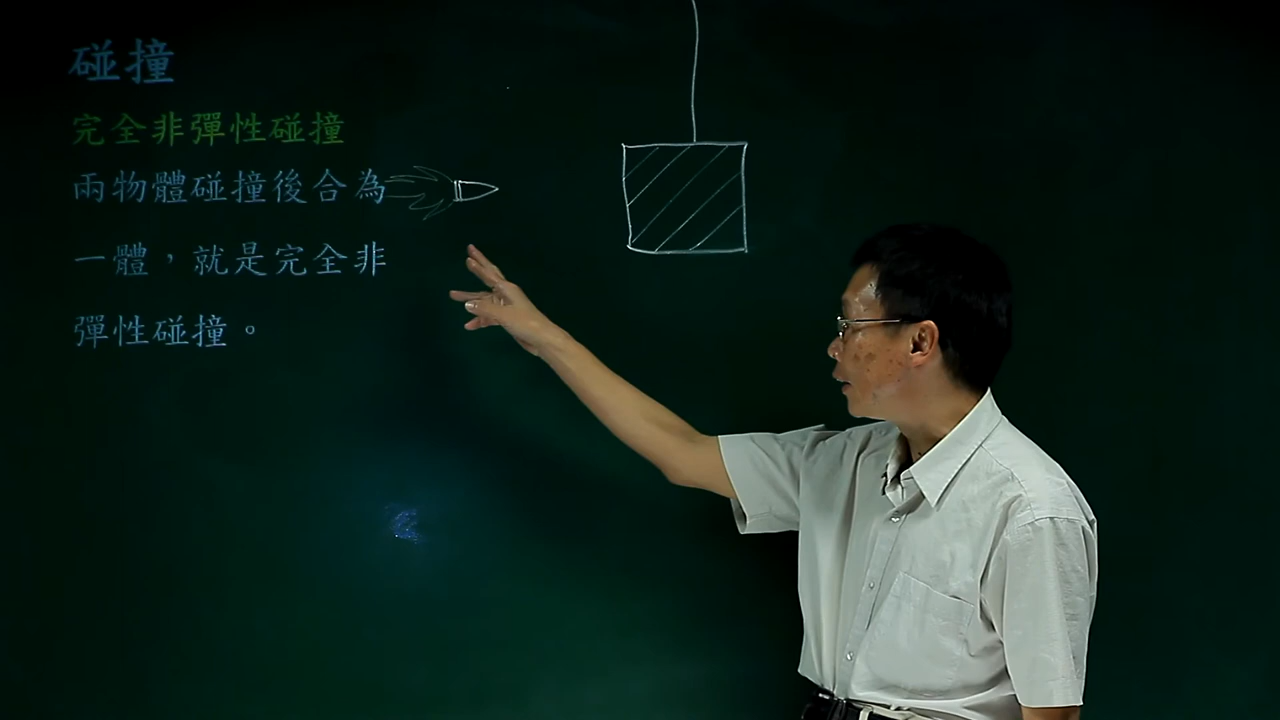 碰撞
完全非彈性碰撞
兩物體碰撞後合為
一體，就是完全非
彈性碰撞。